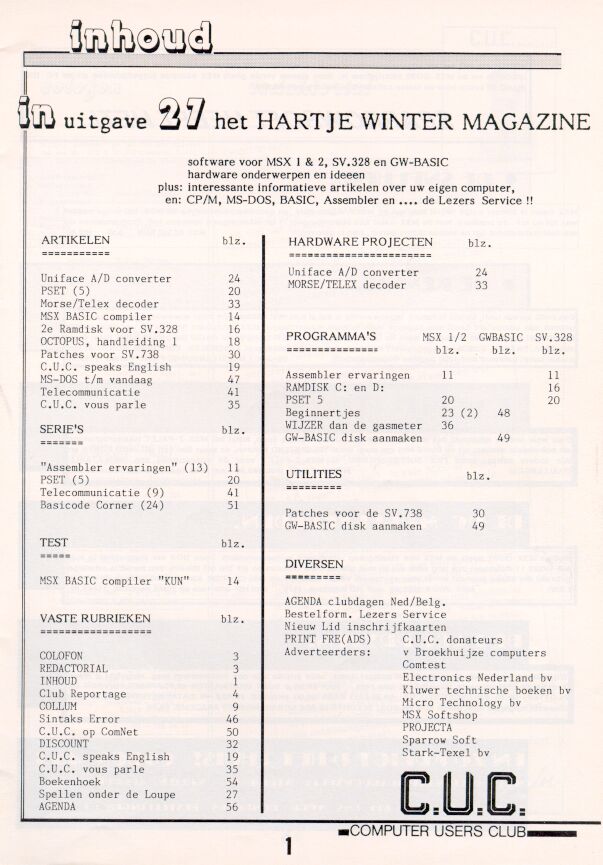 inhoud
in uitgave 27 het HARTJE WINTER MAGAZINE
software voor MSX 1 & 2, SV.328 en GW-BASIC
hardware onderwerpen en ideeen
plus: interessante informatieve artikelen over uw eigen computer,
en: CP/M, MS-DOS, BASIC, Assembler en .... de Lezers Service !!
ARTIKELEN blz.
===========
Uniface A/D converter 24
PSET (5) 20
Morse/Telex decoder 33
MSX BASIC compiler 14
2e Ramdisk voor SV.328 16
OCTOPUS, handleiding 1 18
Patches voor SV.738 30
C.U.C. speaks English 19
MS-DOS t/m vandaag 47
Telecommunicatie 41
C.U.C. vous parle 35
SERIE'S blz.
=======
"Assembler ervaringen" (13) 11
PSET (5) 20
Telecommunicatie (9) 41
Basicode Corner (24) 51
TEST blz.
=====
MSX BASIC compiler "KUN" 14
VASTE RUBRIEKEN blz.
==================
COLOFON 3
REDACTORIAL 3
INHOUD 1
Club Reportage 4
COLLUM 9
Sintaks Error 46
C.U.C. op ComNet 50
DISCOUNT 32
C.U.C. speaks English 19
C.U.C. vous parle 35
Boekenhoek 54
Spellen onder de Loupe 27
AGENDA 56
HARDWARE PROJECTEN blz.
=======================
Uniface A/D converter 24
MORSE/TELEX decoder 33
PROGRAMMA'S MSX 1/2 GWBASIC SV.328
=============== blz. blz. blz.
Assembler ervaringen 11 11
RAMDISK C: en D: 16
PSET 5 20 20
Beginnertjes 23 (2) 48
WIJZER dan de gasmeter 36
GW-BASIC disk aanmaken 49
UTILITIES blz.
=========
Patches voor de SV.738 30
GW-BASIC disk aanmaken 49
DIVERSEN
=========
AGENDA clubdagen Ned/Belg.
Bestelform. Lezers Service
Nieuw Lid inschrijfkaarten
PRINT FRE(ADS) C.U.C. donateurs
Adverteerders: v Broekhuijze computers
Comtest
Electronics Nederland bv
Kluwer technische boeken bv
Micro Technology bv
MSX Softshop
PROJECTA
Sparrow Soft
Stark-Texel bv
C.U.C.
COMPUTER USERS CLUB
1